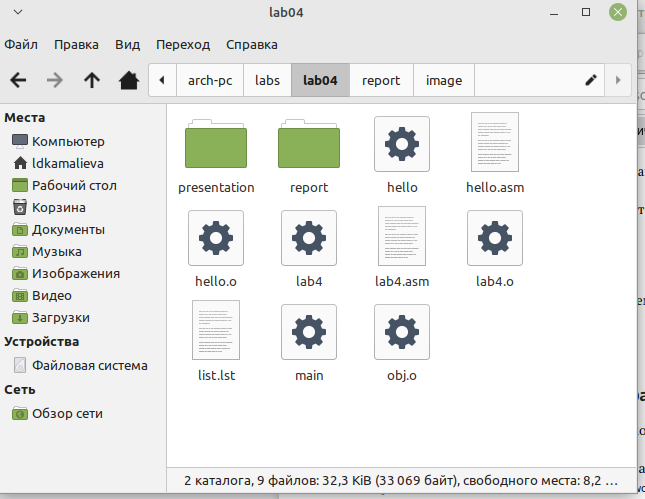 lab04
Файл Правка Вид Переход Справка
arch-pc labs lab04 report image
Места
Компьютер
ldkamalieva
Рабочий стол
Корзина
Документы
Музыка
Изображения
Видео
Загрузки
Устройства
Файловая система
Сеть
Обзор сети
presentation report hello hello.asm
hello.o lab4 lab4.asm lab4.o
list.lst main obj.o
2 каталога, 9 файлов: 32,3 KiB (33 069 байт), свободного места: 8,2 ...